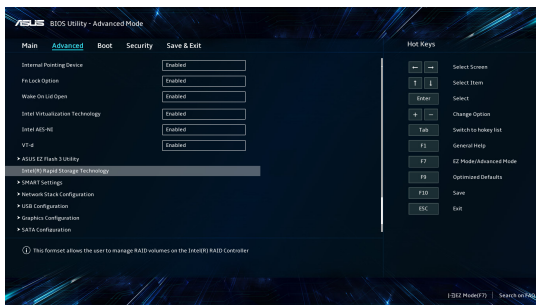 ASUS BIOS Utility - Advanced Mode
Main Advanced Boot Security Save & Exit
Hot Keys
Internal Pointing Device Enabled
Fn Lock Option Enabled
Wake On Lid Open Enabled
Intel Virtualization Technology Enabled
Intel AES-NI Enabled
VT-d Enabled
> ASUS EZ Flash 3 Utility
Intel(R) Rapid Storage Technology
> SMART Settings
> Network Stack Configuration
> USB Configuration
> Graphics Configuration
> SATA Configuration
i This formset allows the user to manage RAID volumes on the Intel(R) RAID Controller
← → Select Screen
↑ ↓ Select Item
Enter Select
+ − Change Option
Tab Switch to hokey list
F1 General Help
F7 EZ Mode/Advanced Mode
F9 Optimized Defaults
F10 Save
ESC Exit
EZ Mode(F7) | Search on FAQ